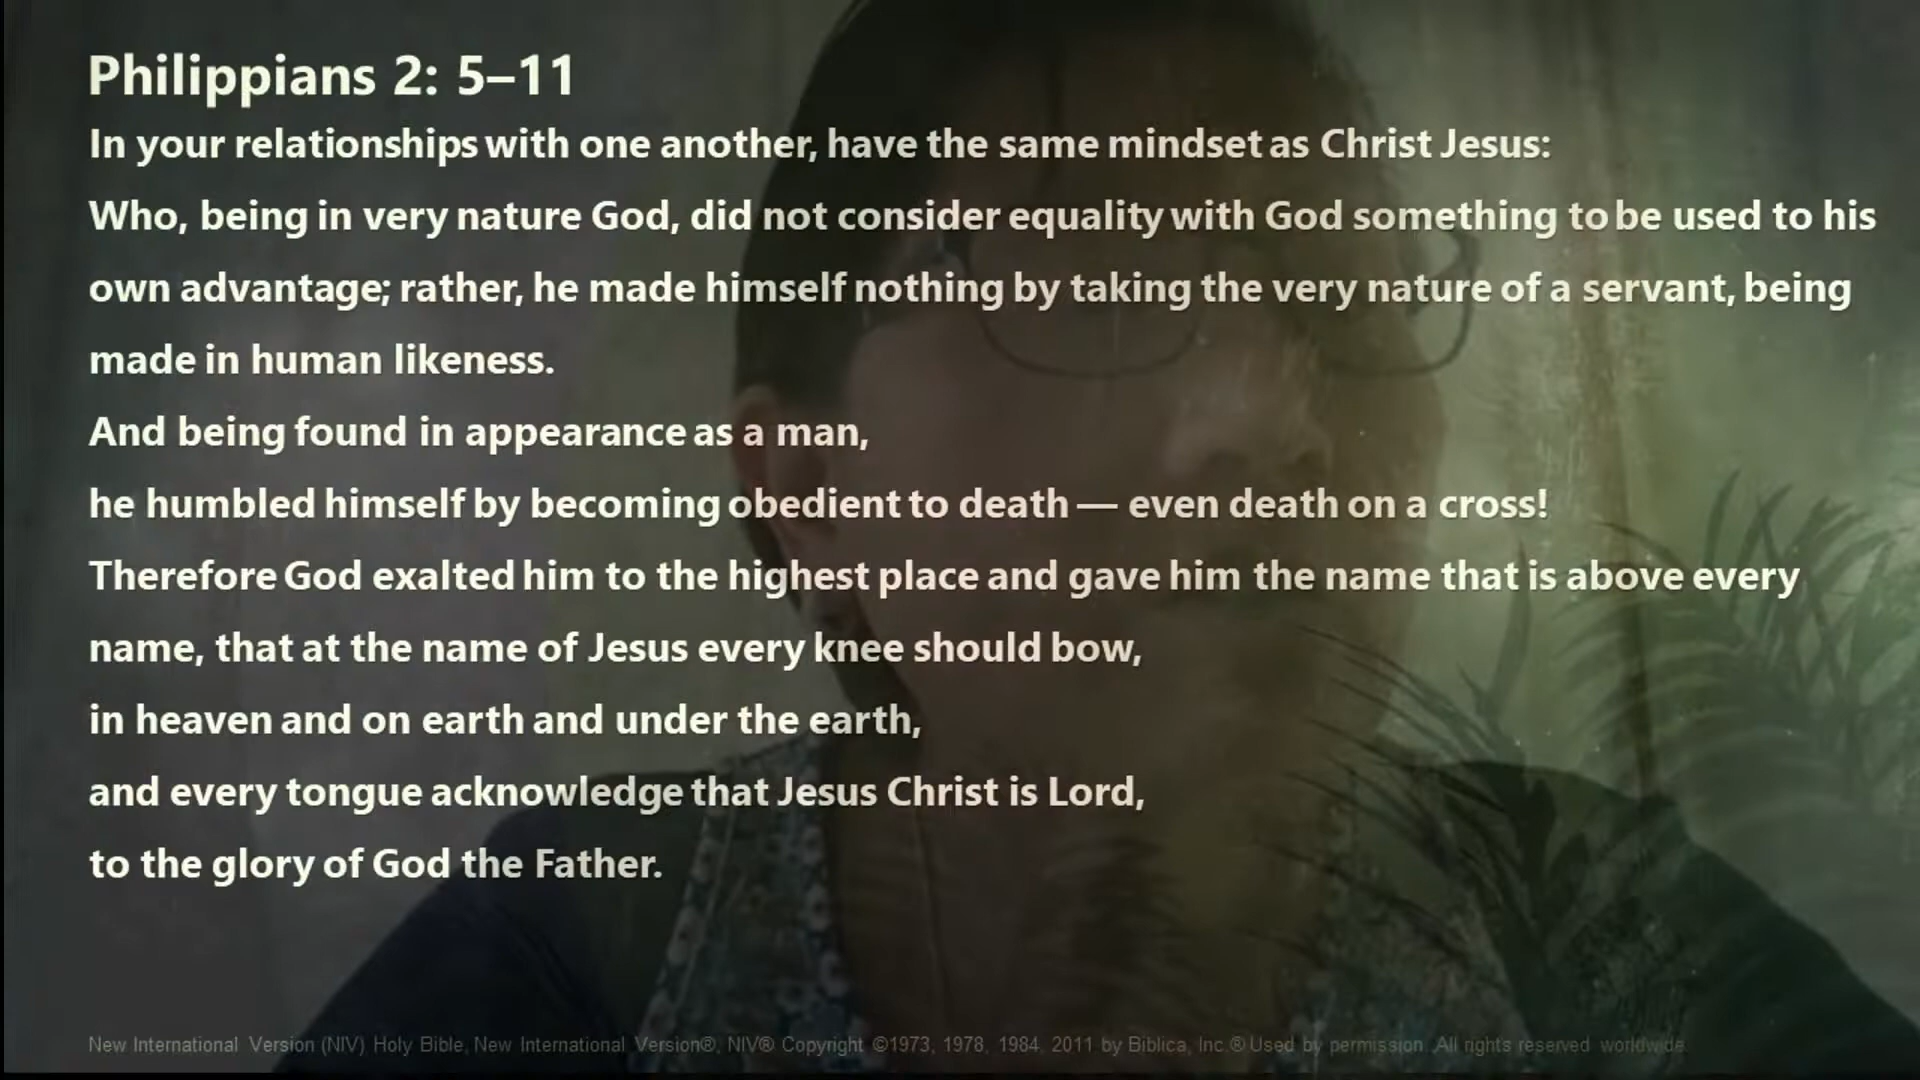 Philippians 2: 5–11
In your relationships with one another, have the same mindset as Christ Jesus:
Who, being in very nature God, did not consider equality with God something to be used to his
own advantage; rather, he made himself nothing by taking the very nature of a servant, being
made in human likeness.
And being found in appearance as a man,
he humbled himself by becoming obedient to death — even death on a cross!
Therefore God exalted him to the highest place and gave him the name that is above every
name, that at the name of Jesus every knee should bow,
in heaven and on earth and under the earth,
and every tongue acknowledge that Jesus Christ is Lord,
to the glory of God the Father.
New International Version (NIV) Holy Bible, New International Version®, NIV® Copyright ©1973, 1978, 1984, 2011 by Biblica, Inc.® Used by permission. All rights reserved worldwide.